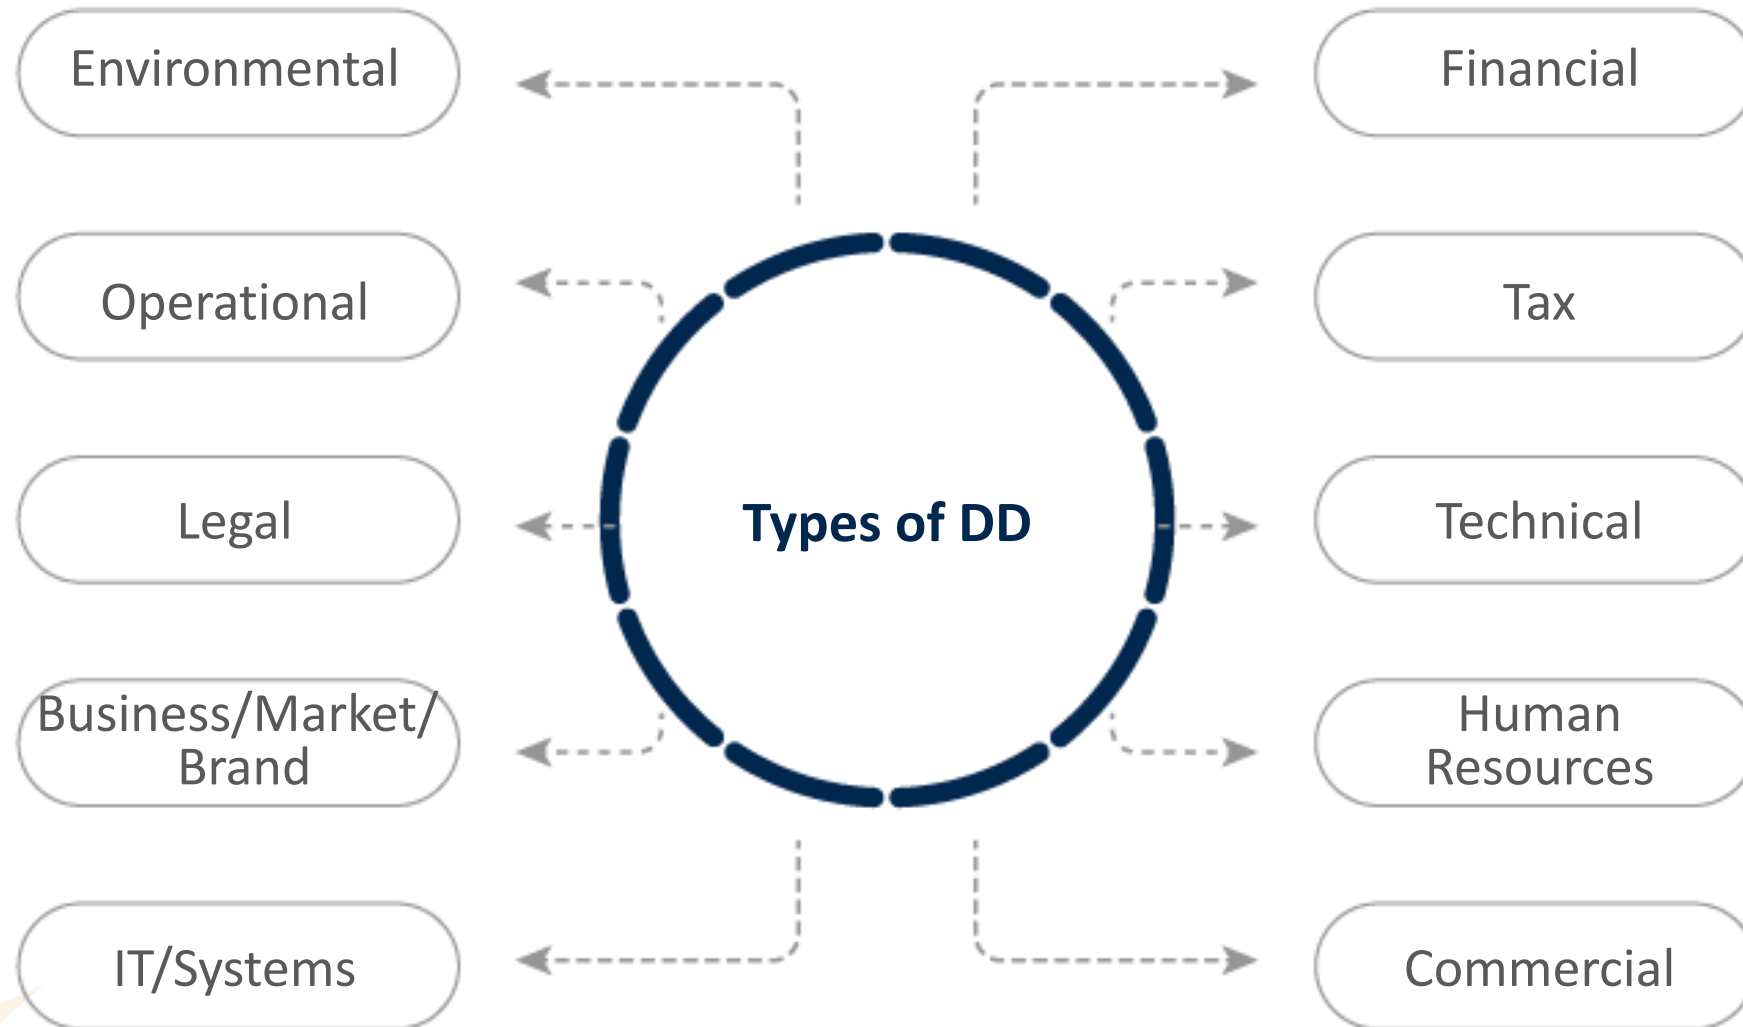 Environmental
Financial
Operational
Tax
Legal
Types of DD
Technical
Business/Market/
Brand
Human
Resources
IT/Systems
Commercial